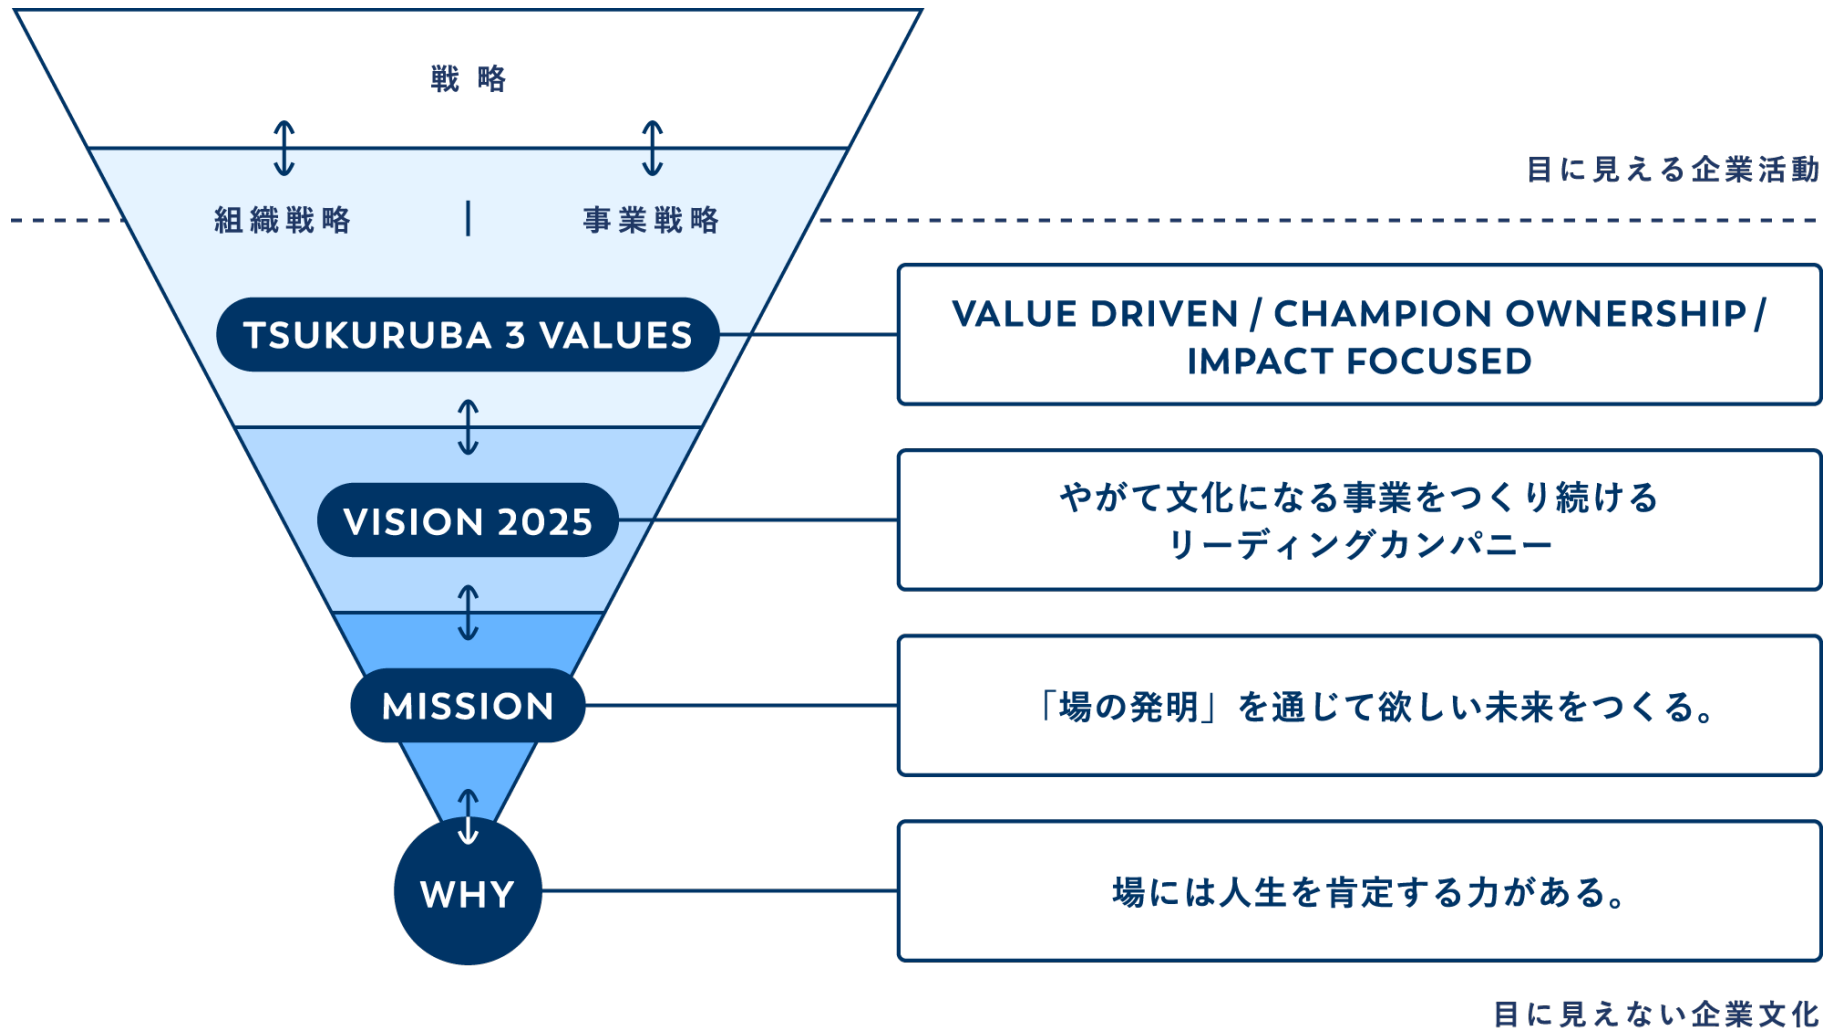 戦略
目に見える企業活動
組織戦略 | 事業戦略
TSUKURUBA 3 VALUES
VALUE DRIVEN / CHAMPION OWNERSHIP /
IMPACT FOCUSED
VISION 2025
やがて文化になる事業をつくり続ける
リーディングカンパニー
MISSION
「場の発明」を通じて欲しい未来をつくる。
WHY
場には人生を肯定する力がある。
目に見えない企業文化